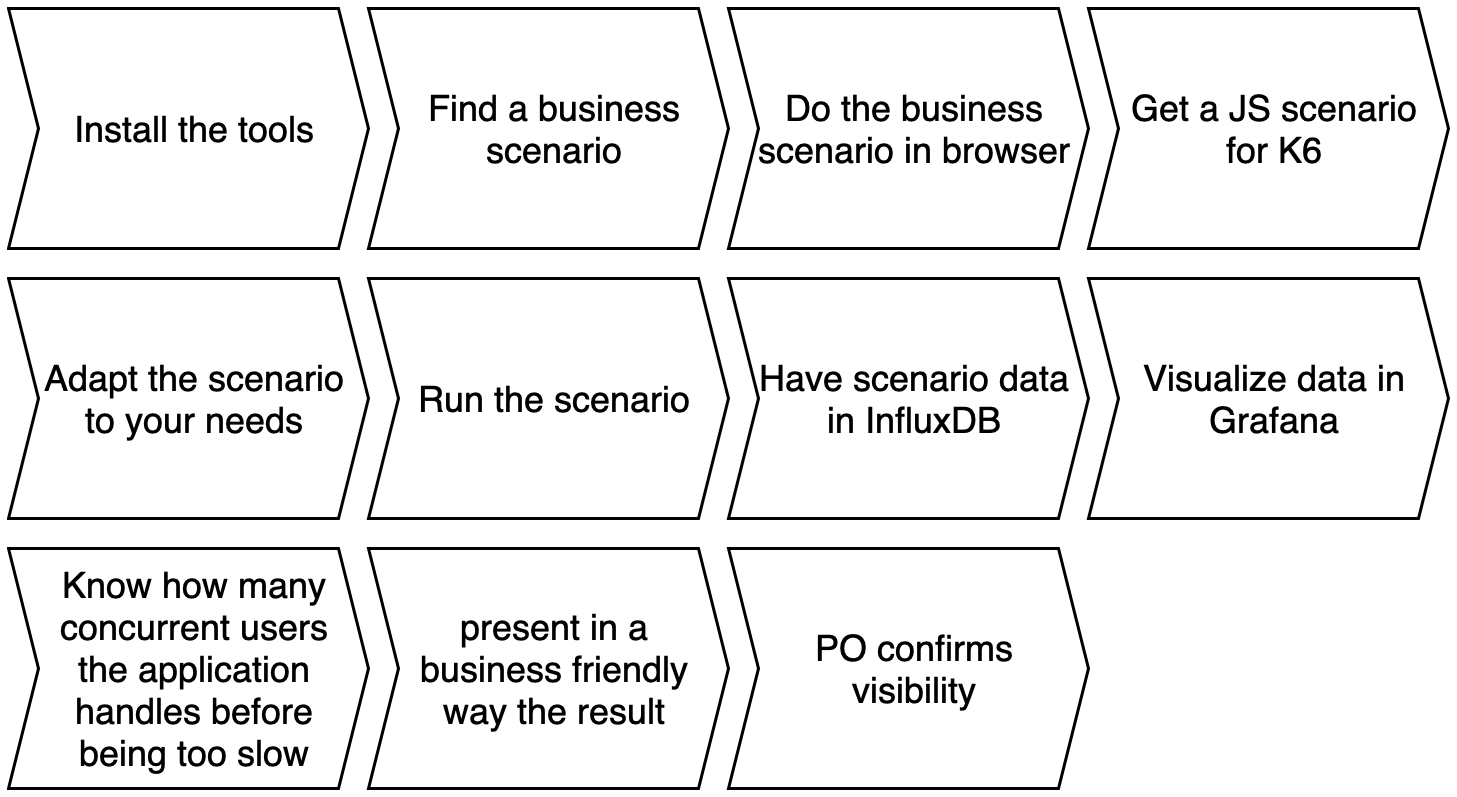 Install the tools
Find a business
scenario
Do the business
scenario in browser
Get a JS scenario
for K6
Adapt the scenario
to your needs
Run the scenario
Have scenario data
in InfluxDB
Visualize data in
Grafana
Know how many
concurrent users
the application
handles before
being too slow
present in a
business friendly
way the result
PO confirms
visibility